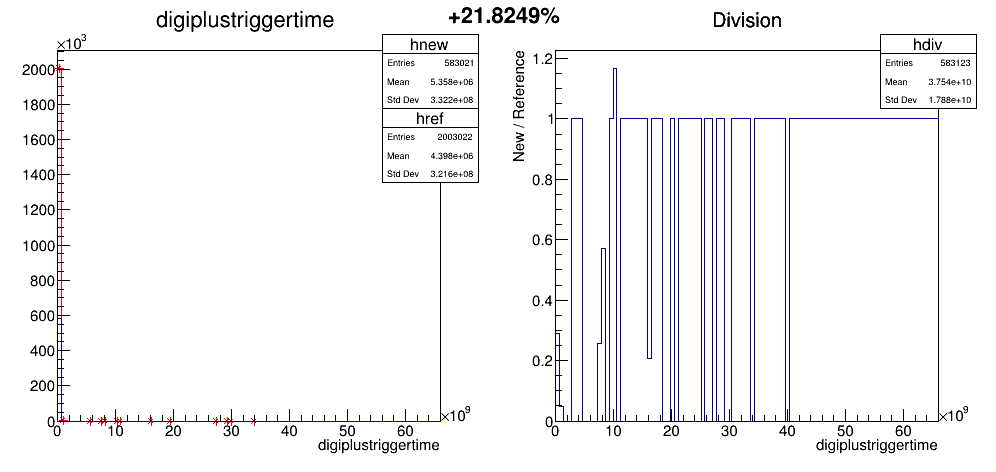 digiplustriggertime
+21.8249%
Division
×10³
hnew
Entries 583021
Mean 5.358e+06
Std Dev 3.322e+08
href
Entries 2003022
Mean 4.398e+06
Std Dev 3.216e+08
2000
1800
1600
1400
1200
1000
800
600
400
200
0
0 10 20 30 40 50 60
×10⁹
digiplustriggertime
hdiv
Entries 583123
Mean 3.754e+10
Std Dev 1.788e+10
New / Reference
1.2
1
0.8
0.6
0.4
0.2
0
0 10 20 30 40 50 60
×10⁹
digiplustriggertime